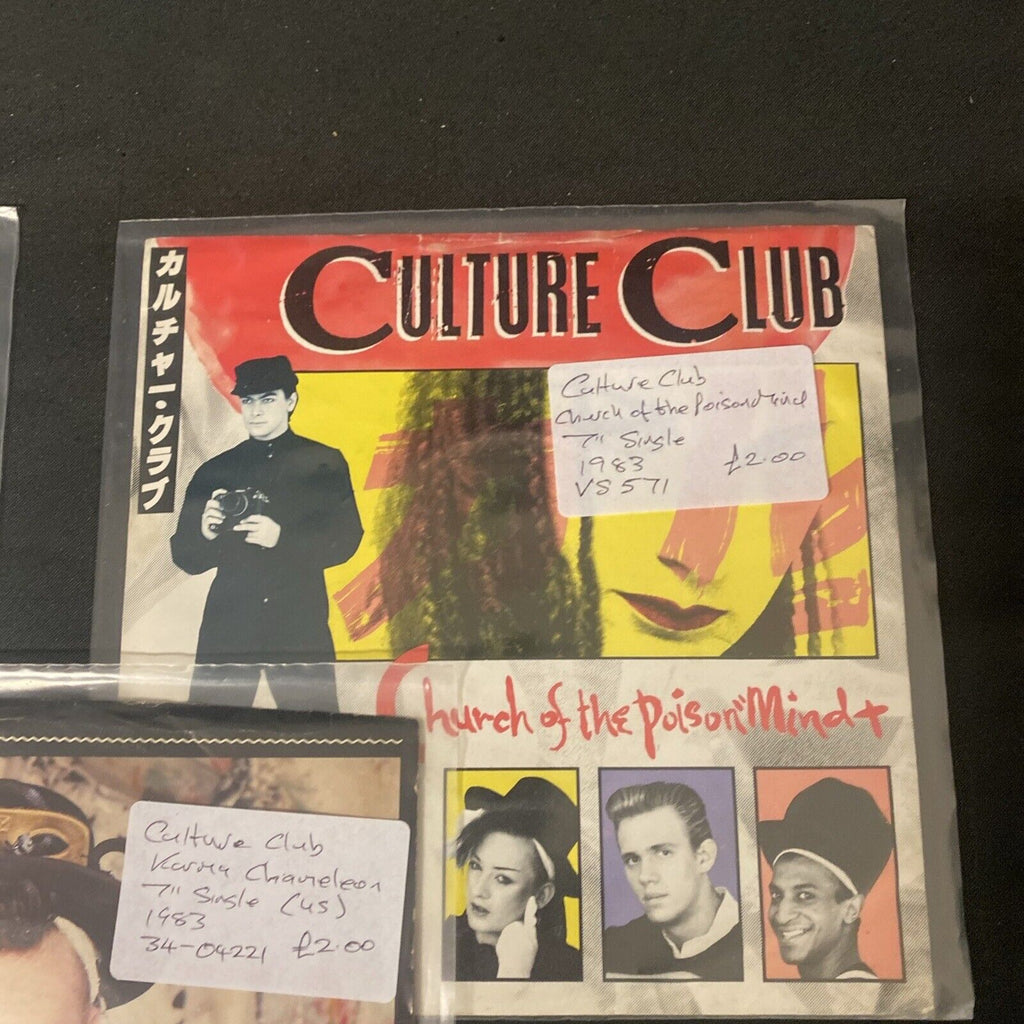 カルチャー・クラブ
CULTURE CLUB
Culture Club
Church of the Poison Mind
7" Single
1983 £2.00
VS 571
Church of the Poison Mind+
Culture Club
Karma Chameleon
7" Single (US)
1983
34-04221 £2.00